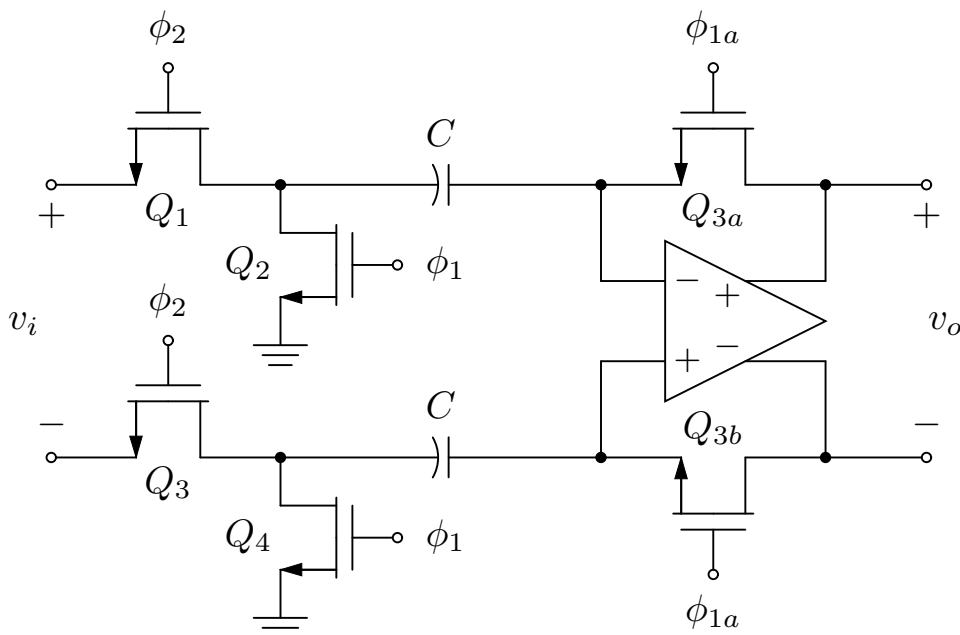 ϕ₂ ϕ₁ₐ
C
+ Q₁ Q₃ₐ +
Q₂ ϕ₁ −
+
ϕ₂
vᵢ vₒ
−
+
− C Q₃b −
Q₃
Q₄ ϕ₁
ϕ₁ₐ